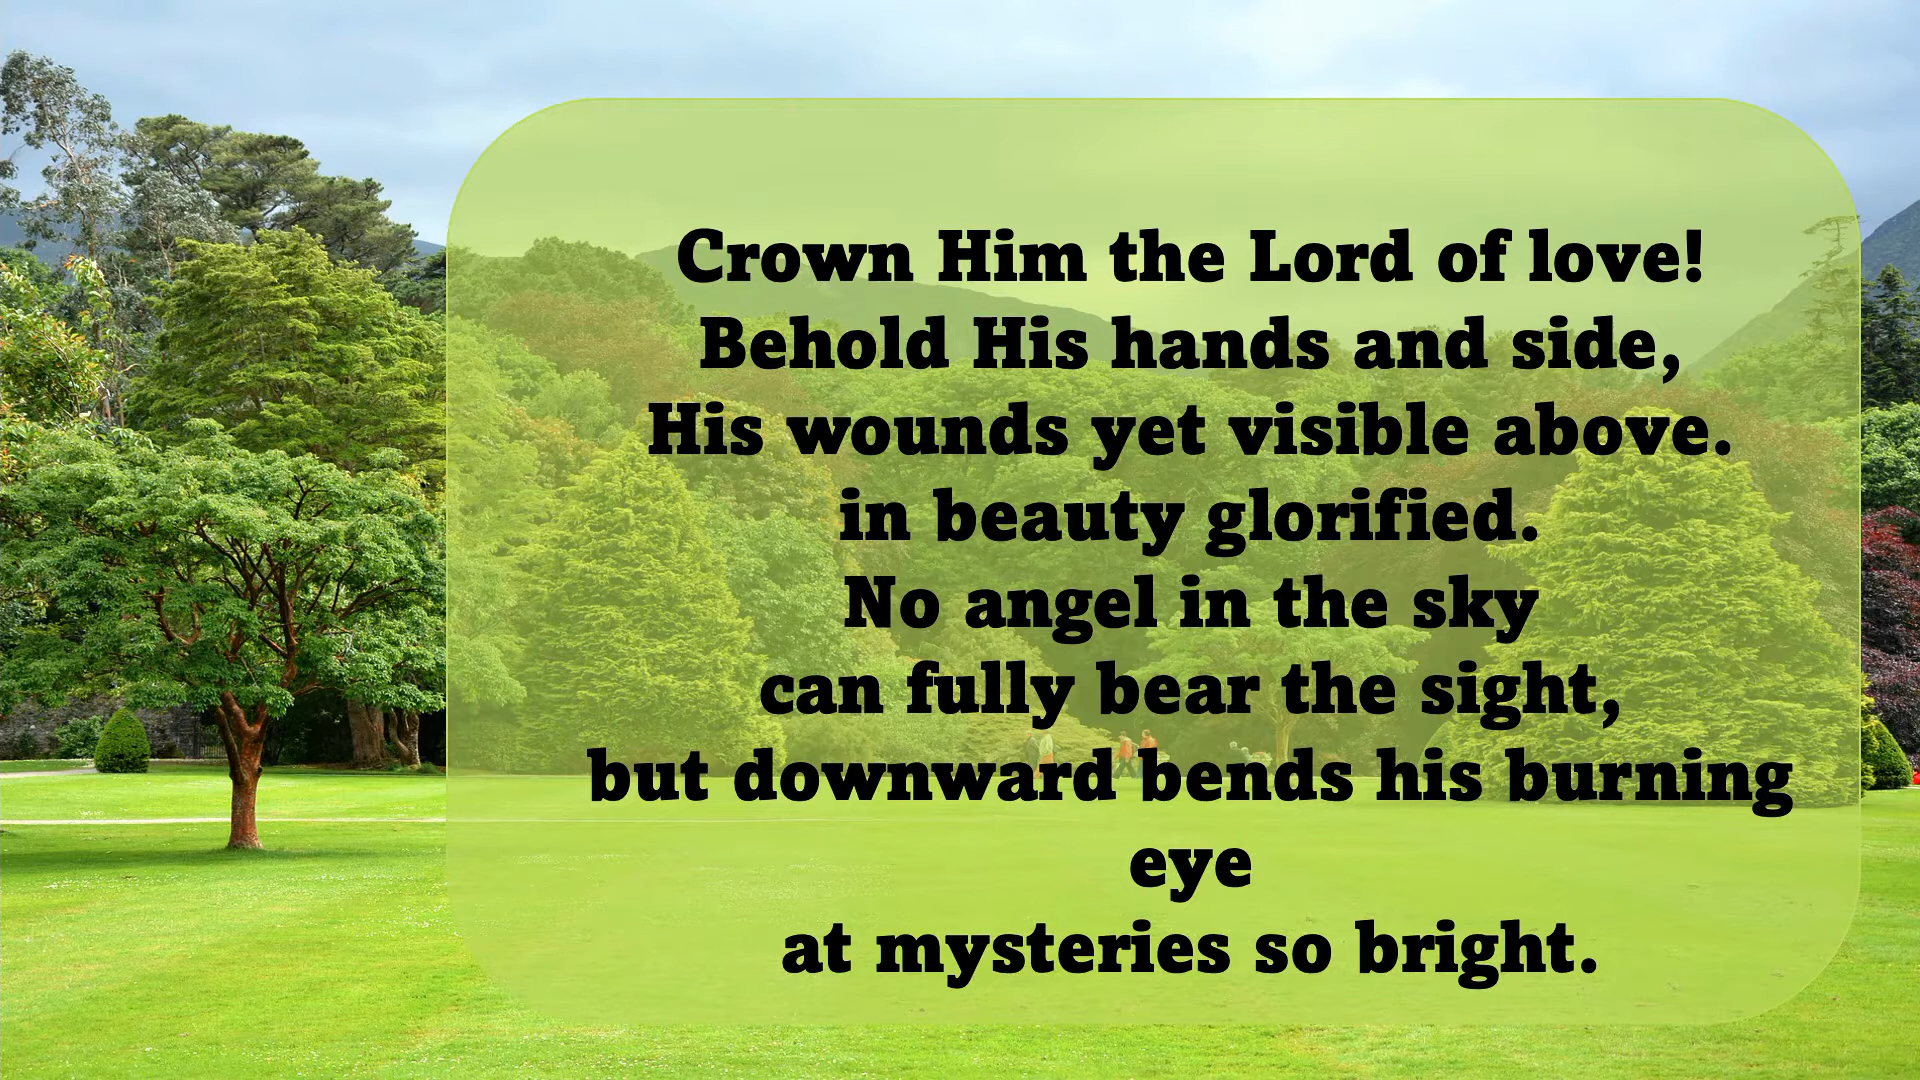 Crown Him the Lord of love!
Behold His hands and side,
His wounds yet visible above.
in beauty glorified.
No angel in the sky
can fully bear the sight,
but downward bends his burning
eye
at mysteries so bright.